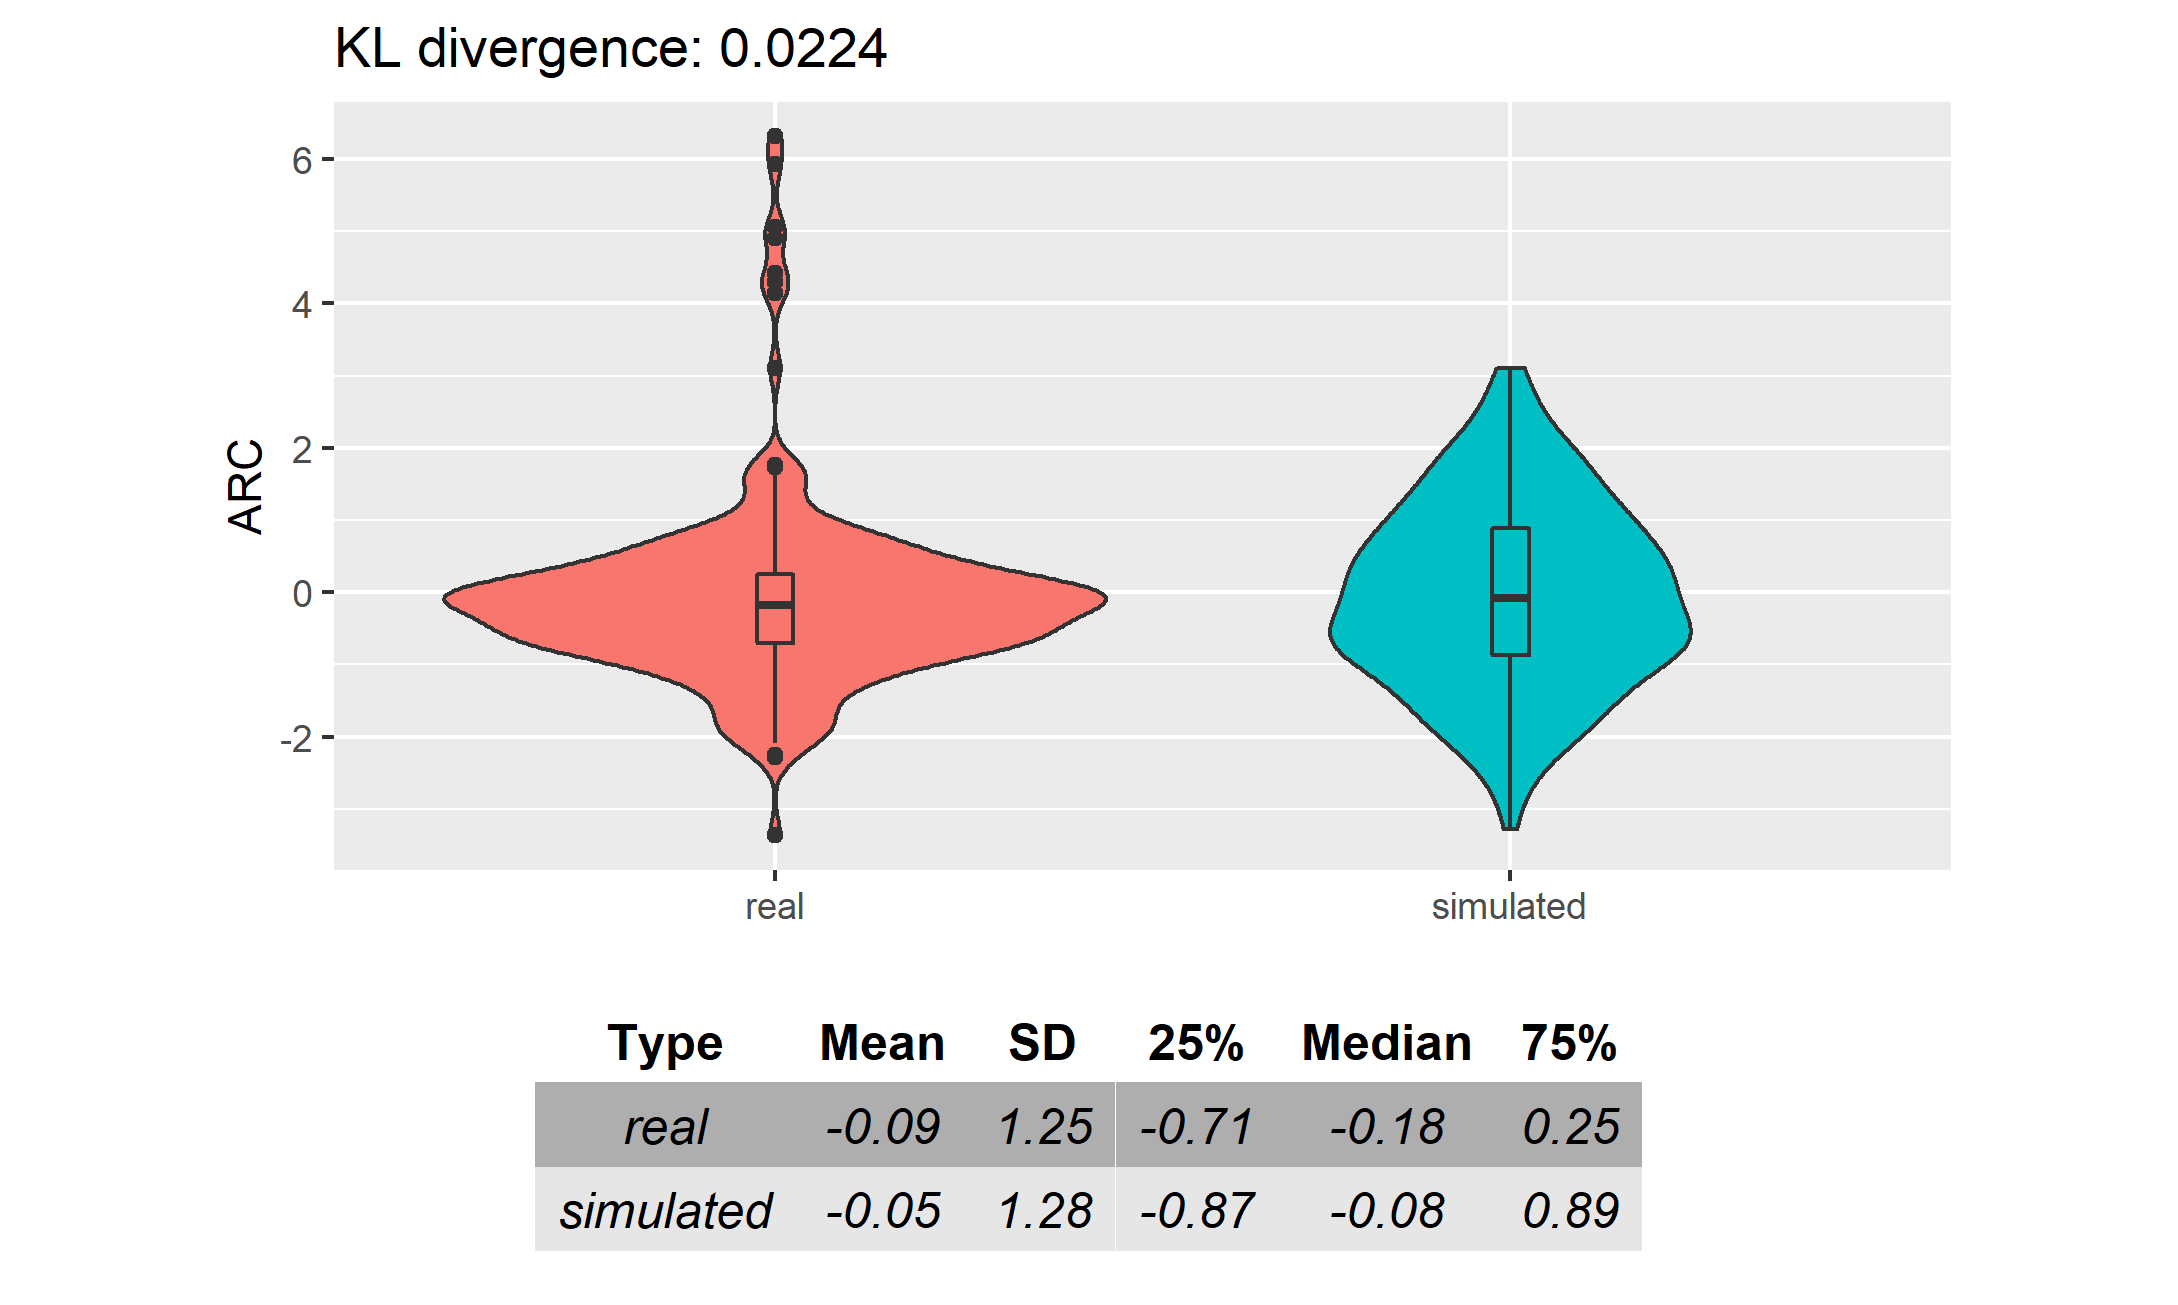 KL divergence: 0.0224
6
4
2
0
-2
ARC
real simulated
Type Mean SD 25% Median 75%
real -0.09 1.25 -0.71 -0.18 0.25
simulated -0.05 1.28 -0.87 -0.08 0.89